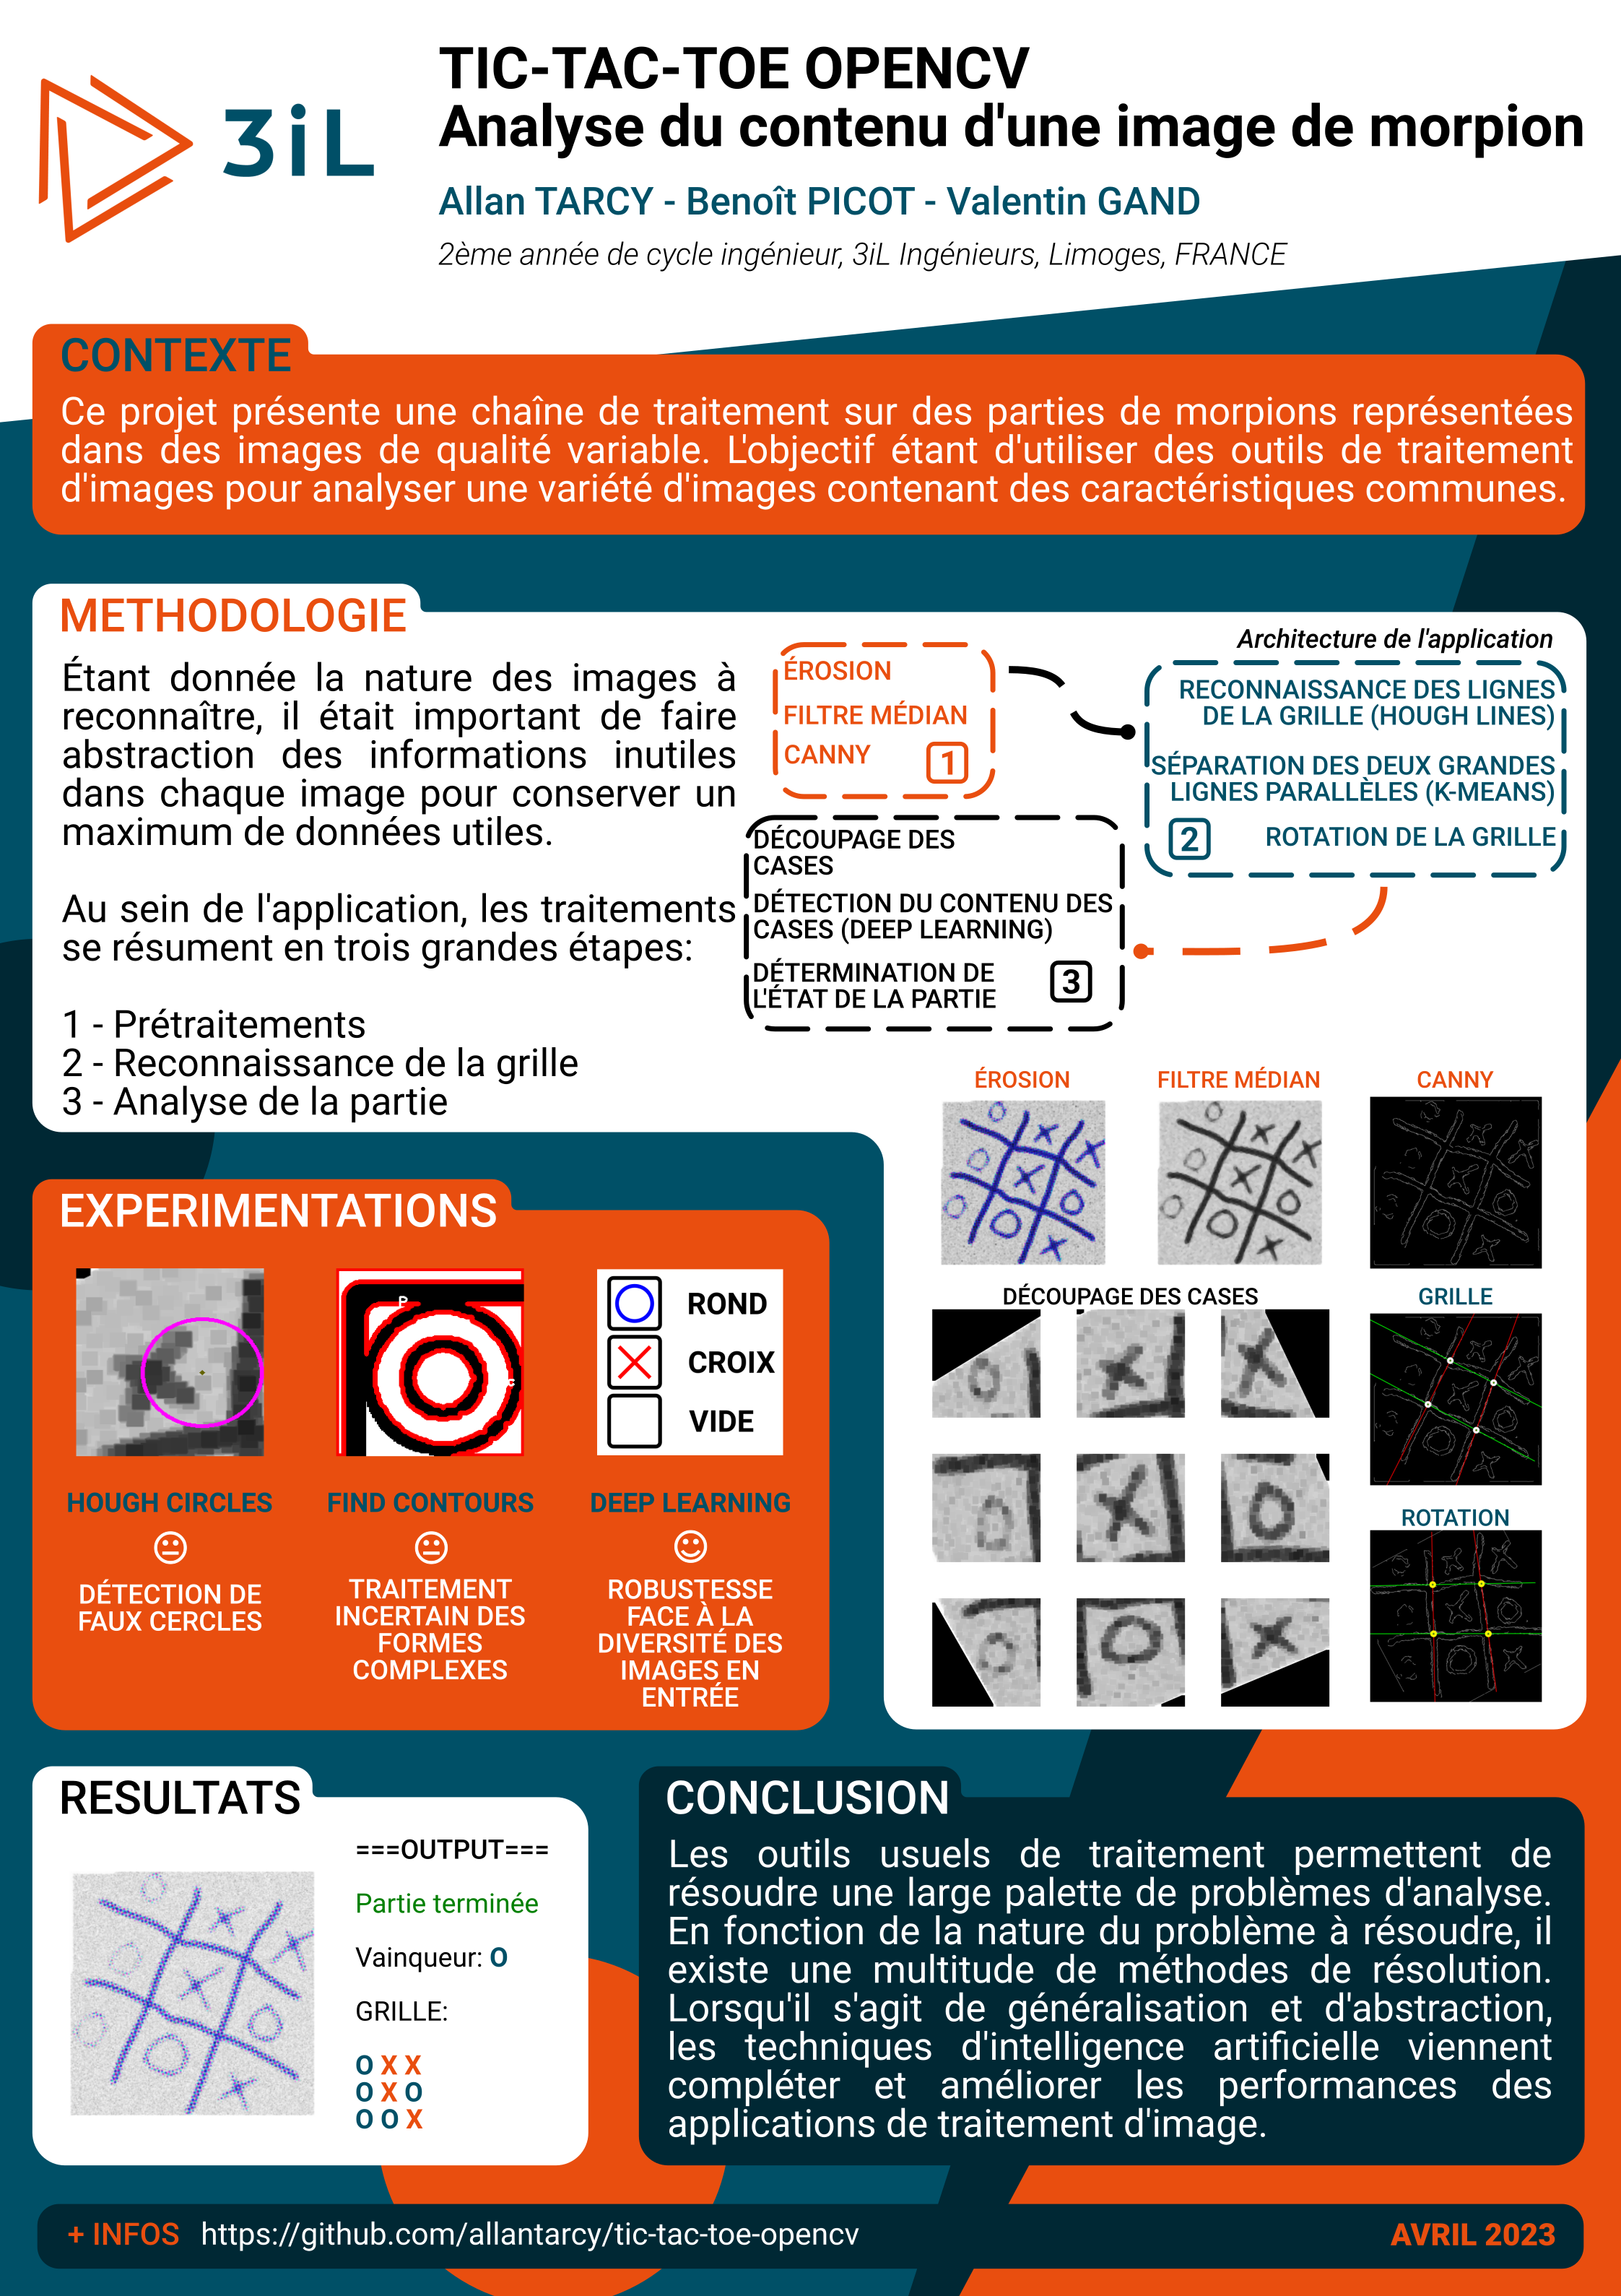 3iL
TIC-TAC-TOE OPENCV
Analyse du contenu d'une image de morpion
Allan TARCY - Benoît PICOT - Valentin GAND
2ème année de cycle ingénieur, 3iL Ingénieurs, Limoges, FRANCE
CONTEXTE
Ce projet présente une chaîne de traitement sur des parties de morpions représentées
dans des images de qualité variable. L'objectif étant d'utiliser des outils de traitement
d'images pour analyser une variété d'images contenant des caractéristiques communes.
METHODOLOGIE
Étant donnée la nature des images à
reconnaître, il était important de faire
abstraction des informations inutiles
dans chaque image pour conserver un
maximum de données utiles.
Au sein de l'application, les traitements
se résument en trois grandes étapes:
1 - Prétraitements
2 - Reconnaissance de la grille
3 - Analyse de la partie
Architecture de l'application
ÉROSION
FILTRE MÉDIAN
CANNY
1
RECONNAISSANCE DES LIGNES
DE LA GRILLE (HOUGH LINES)
SÉPARATION DES DEUX GRANDES
LIGNES PARALLÈLES (K-MEANS)
2
ROTATION DE LA GRILLE
DÉCOUPAGE DES
CASES
DÉTECTION DU CONTENU DES
CASES (DEEP LEARNING)
DÉTERMINATION DE
L'ÉTAT DE LA PARTIE
3
ÉROSION
FILTRE MÉDIAN
CANNY
DÉCOUPAGE DES CASES
GRILLE
ROTATION
EXPERIMENTATIONS
ROND
CROIX
VIDE
HOUGH CIRCLES
DÉTECTION DE
FAUX CERCLES
FIND CONTOURS
TRAITEMENT
INCERTAIN DES
FORMES
COMPLEXES
DEEP LEARNING
ROBUSTESSE
FACE À LA
DIVERSITÉ DES
IMAGES EN
ENTRÉE
RESULTATS
===OUTPUT===
Partie terminée
Vainqueur: O
GRILLE:
O X X
O X O
O O X
CONCLUSION
Les outils usuels de traitement permettent de
résoudre une large palette de problèmes d'analyse.
En fonction de la nature du problème à résoudre, il
existe une multitude de méthodes de résolution.
Lorsqu'il s'agit de généralisation et d'abstraction,
les techniques d'intelligence artificielle viennent
compléter et améliorer les performances des
applications de traitement d'image.
+ INFOS https://github.com/allantarcy/tic-tac-toe-opencv
AVRIL 2023